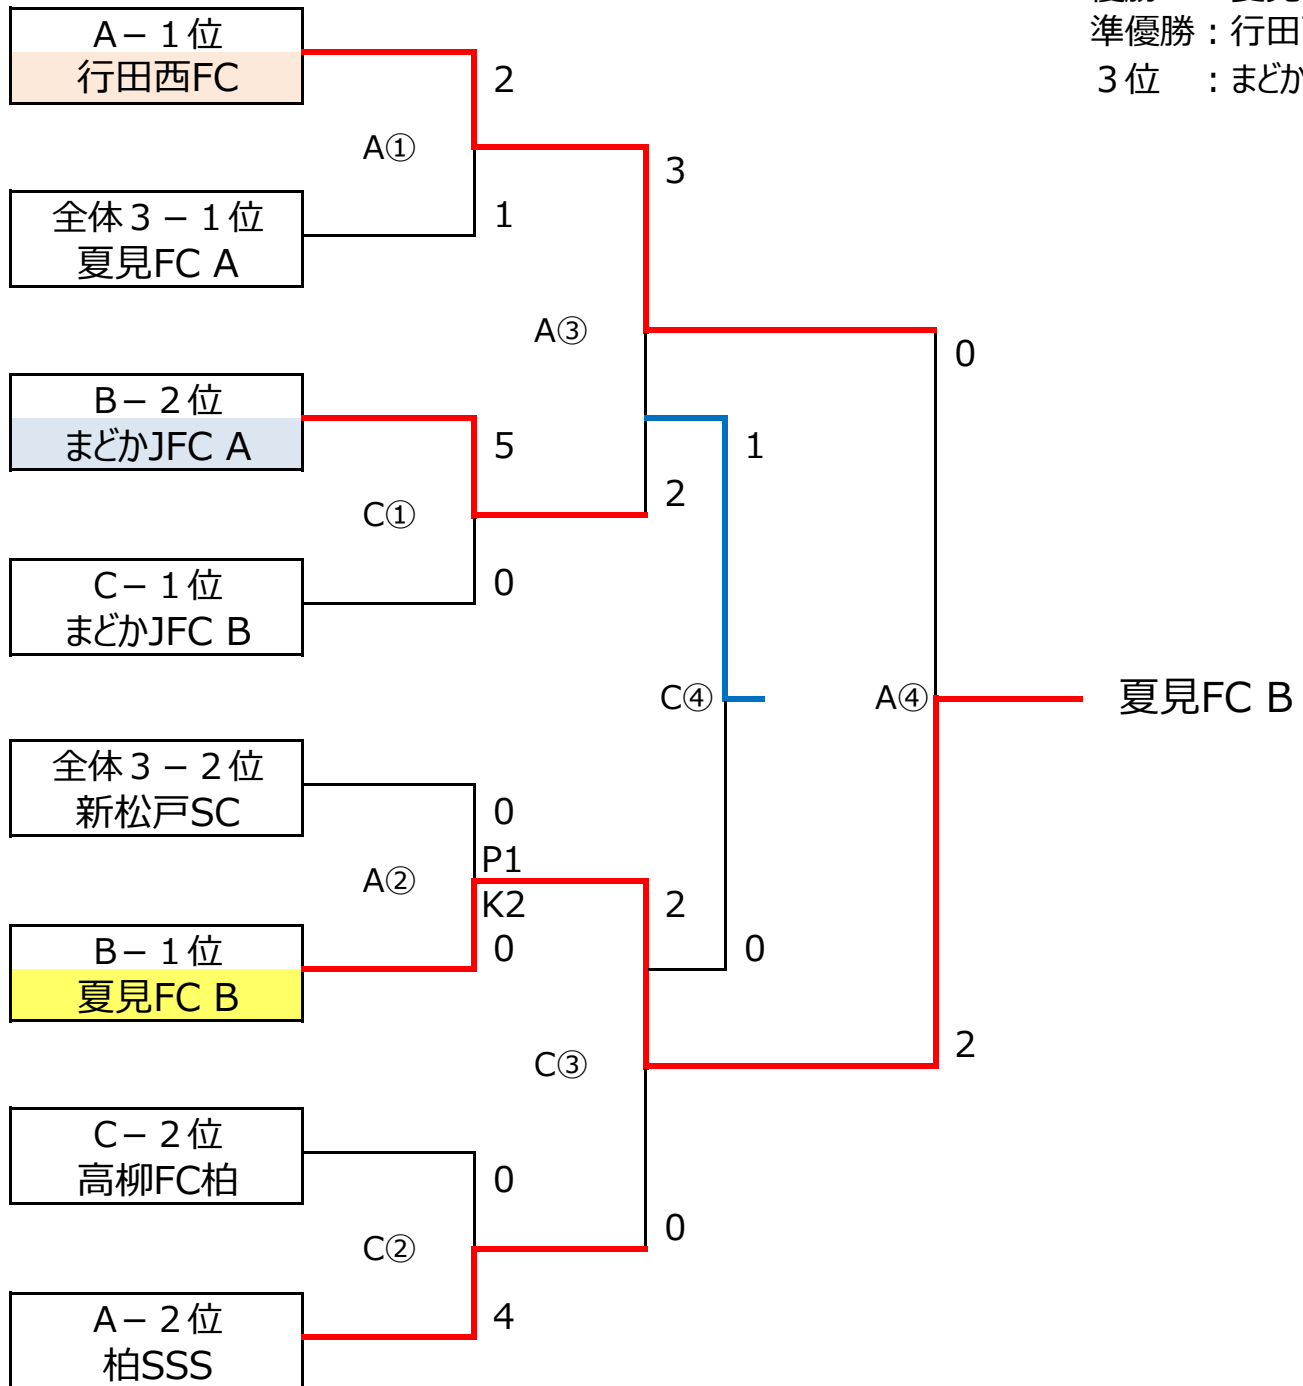 優勝 : 夏見
準優勝：行田
３位 ：まどか
A－１位
行田西FC
2
A①
3
全体３－１位
夏見FC A
1
A③
0
B－２位
まどかJFC A
5
1
2
C①
C－１位
まどかJFC B
0
C④
A④
夏見FC B
全体３－２位
新松戸SC
0
P1
A②
K2
2
B－１位
夏見FC B
0
0
C③
2
C－２位
高柳FC柏
0
0
C②
A－２位
柏SSS
4